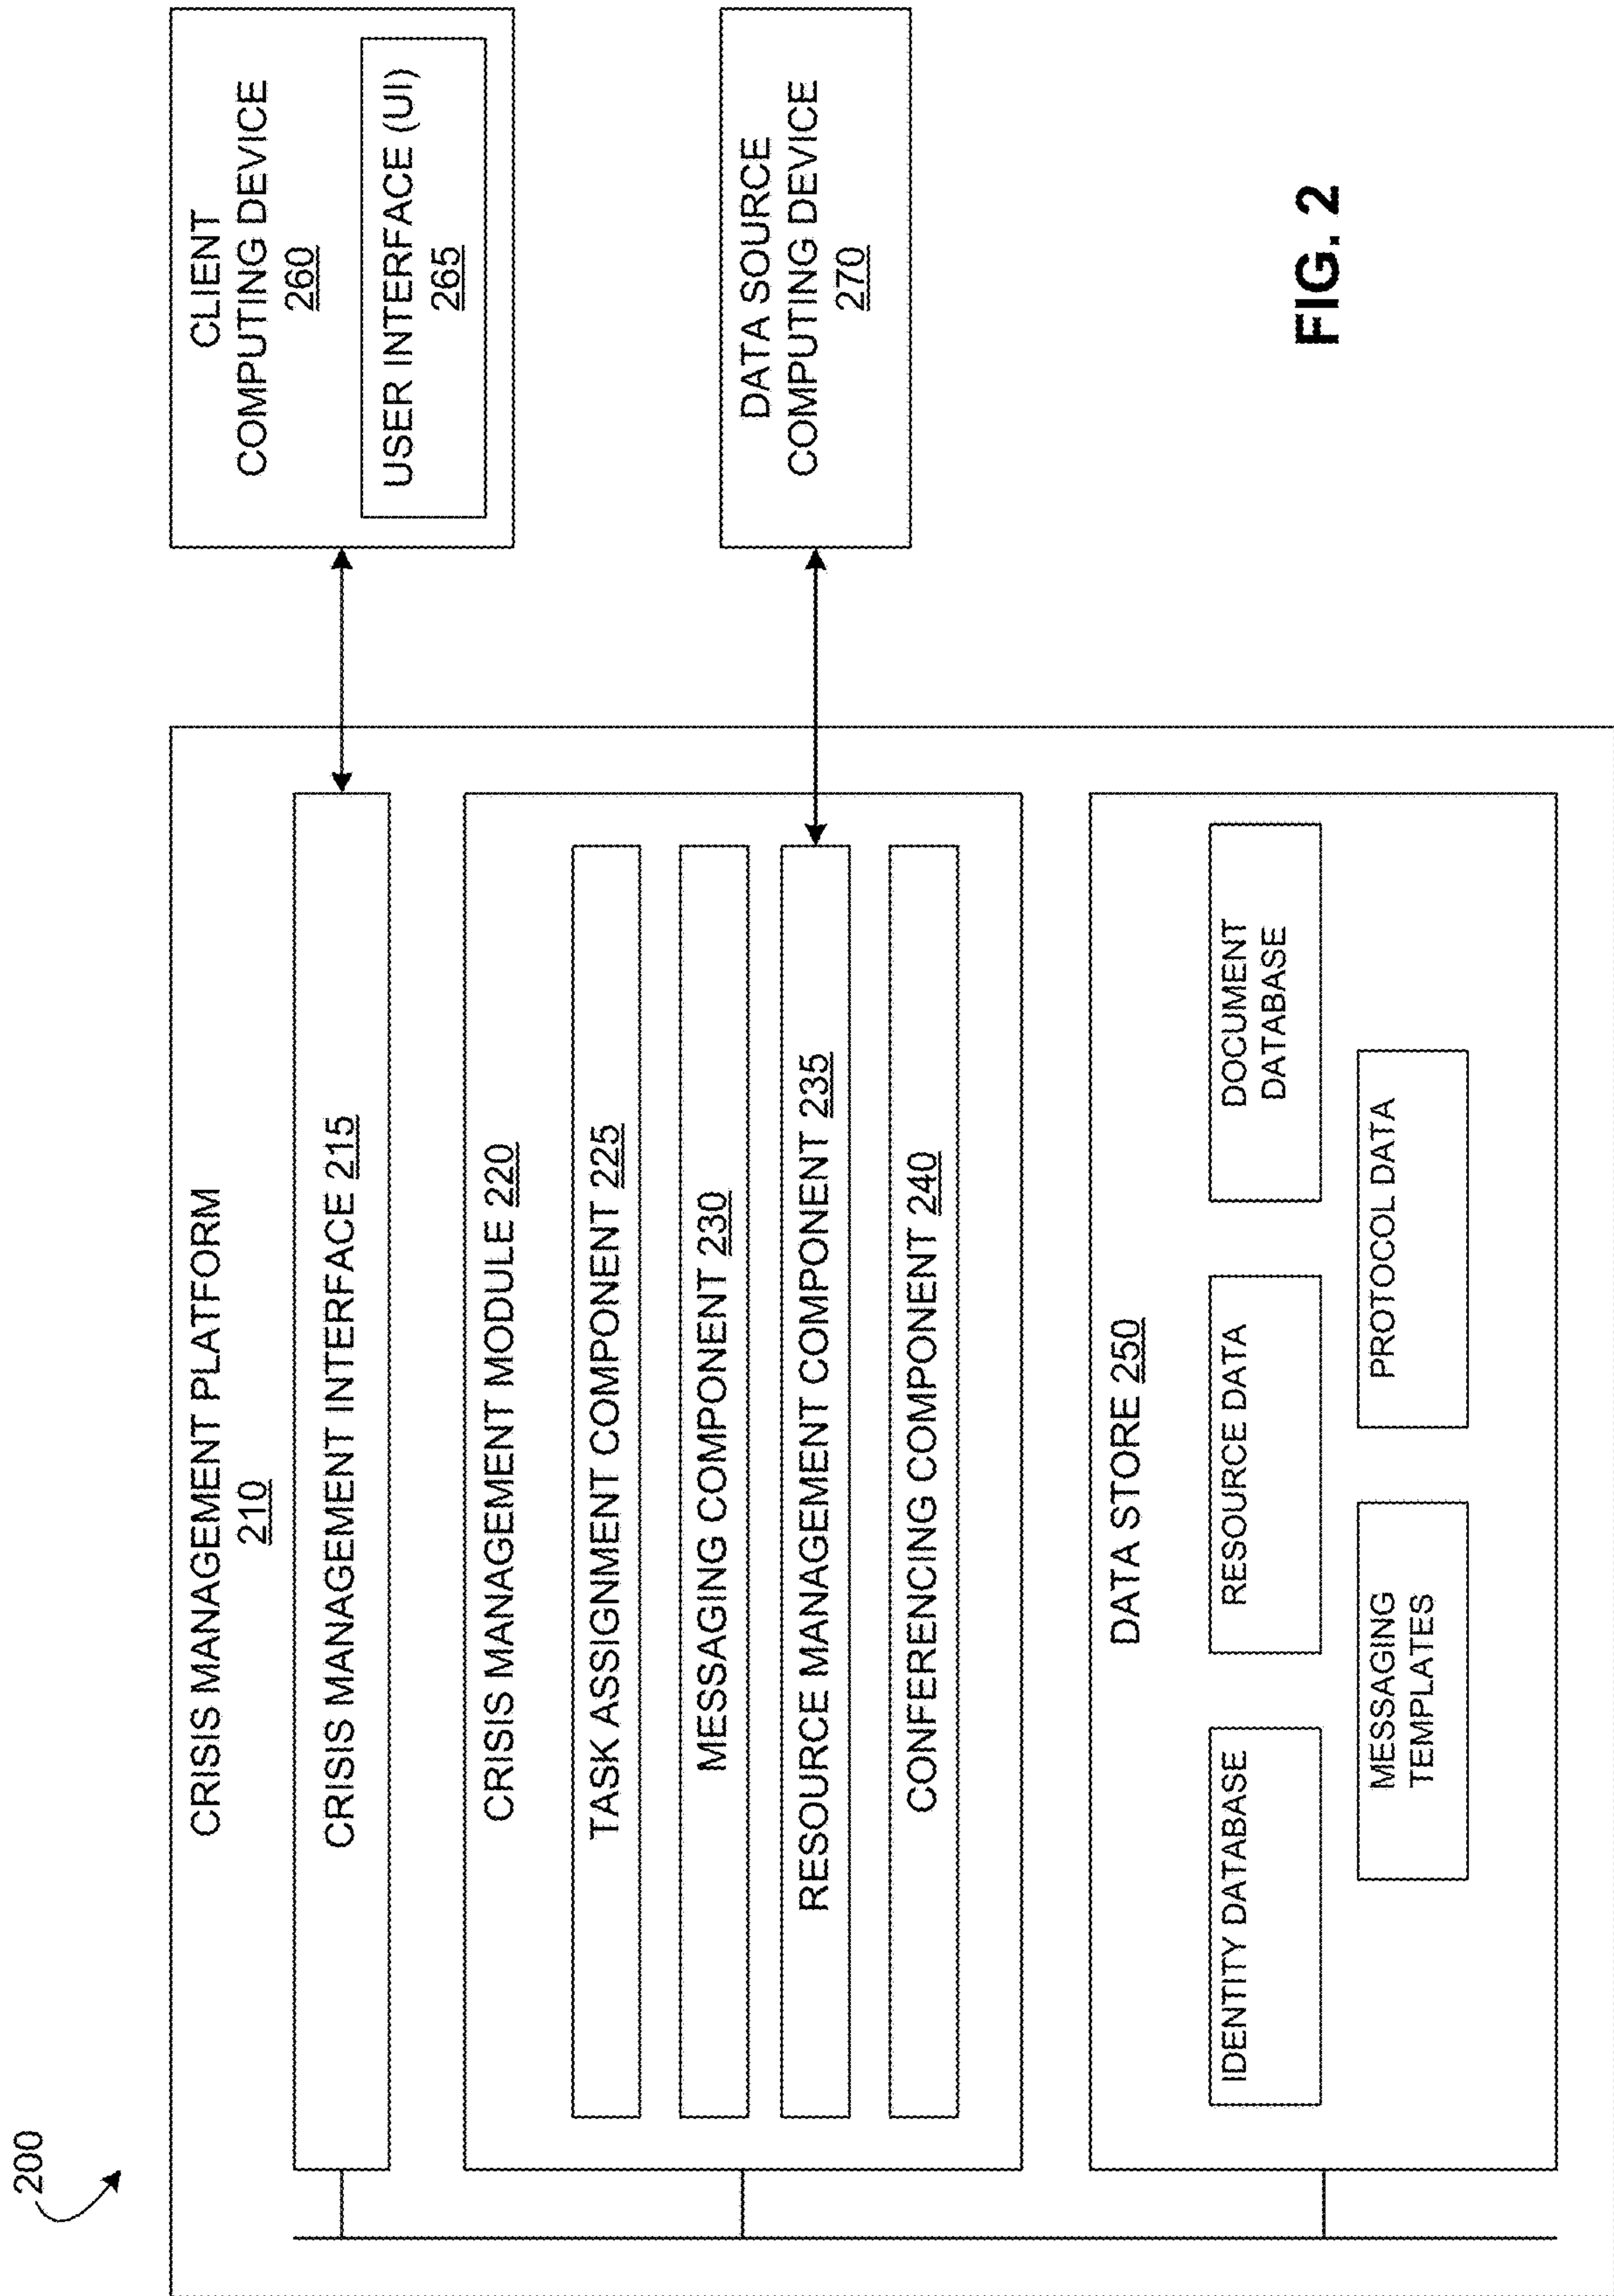 200
CRISIS MANAGEMENT PLATFORM
210
CRISIS MANAGEMENT INTERFACE 215
CRISIS MANAGEMENT MODULE 220
TASK ASSIGNMENT COMPONENT 225
MESSAGING COMPONENT 230
RESOURCE MANAGEMENT COMPONENT 235
CONFERENCING COMPONENT 240
DATA STORE 250
IDENTITY DATABASE
RESOURCE DATA
DOCUMENT
DATABASE
MESSAGING
TEMPLATES
PROTOCOL DATA
CLIENT
COMPUTING DEVICE
260
USER INTERFACE (UI)
265
DATA SOURCE
COMPUTING DEVICE
270
FIG. 2